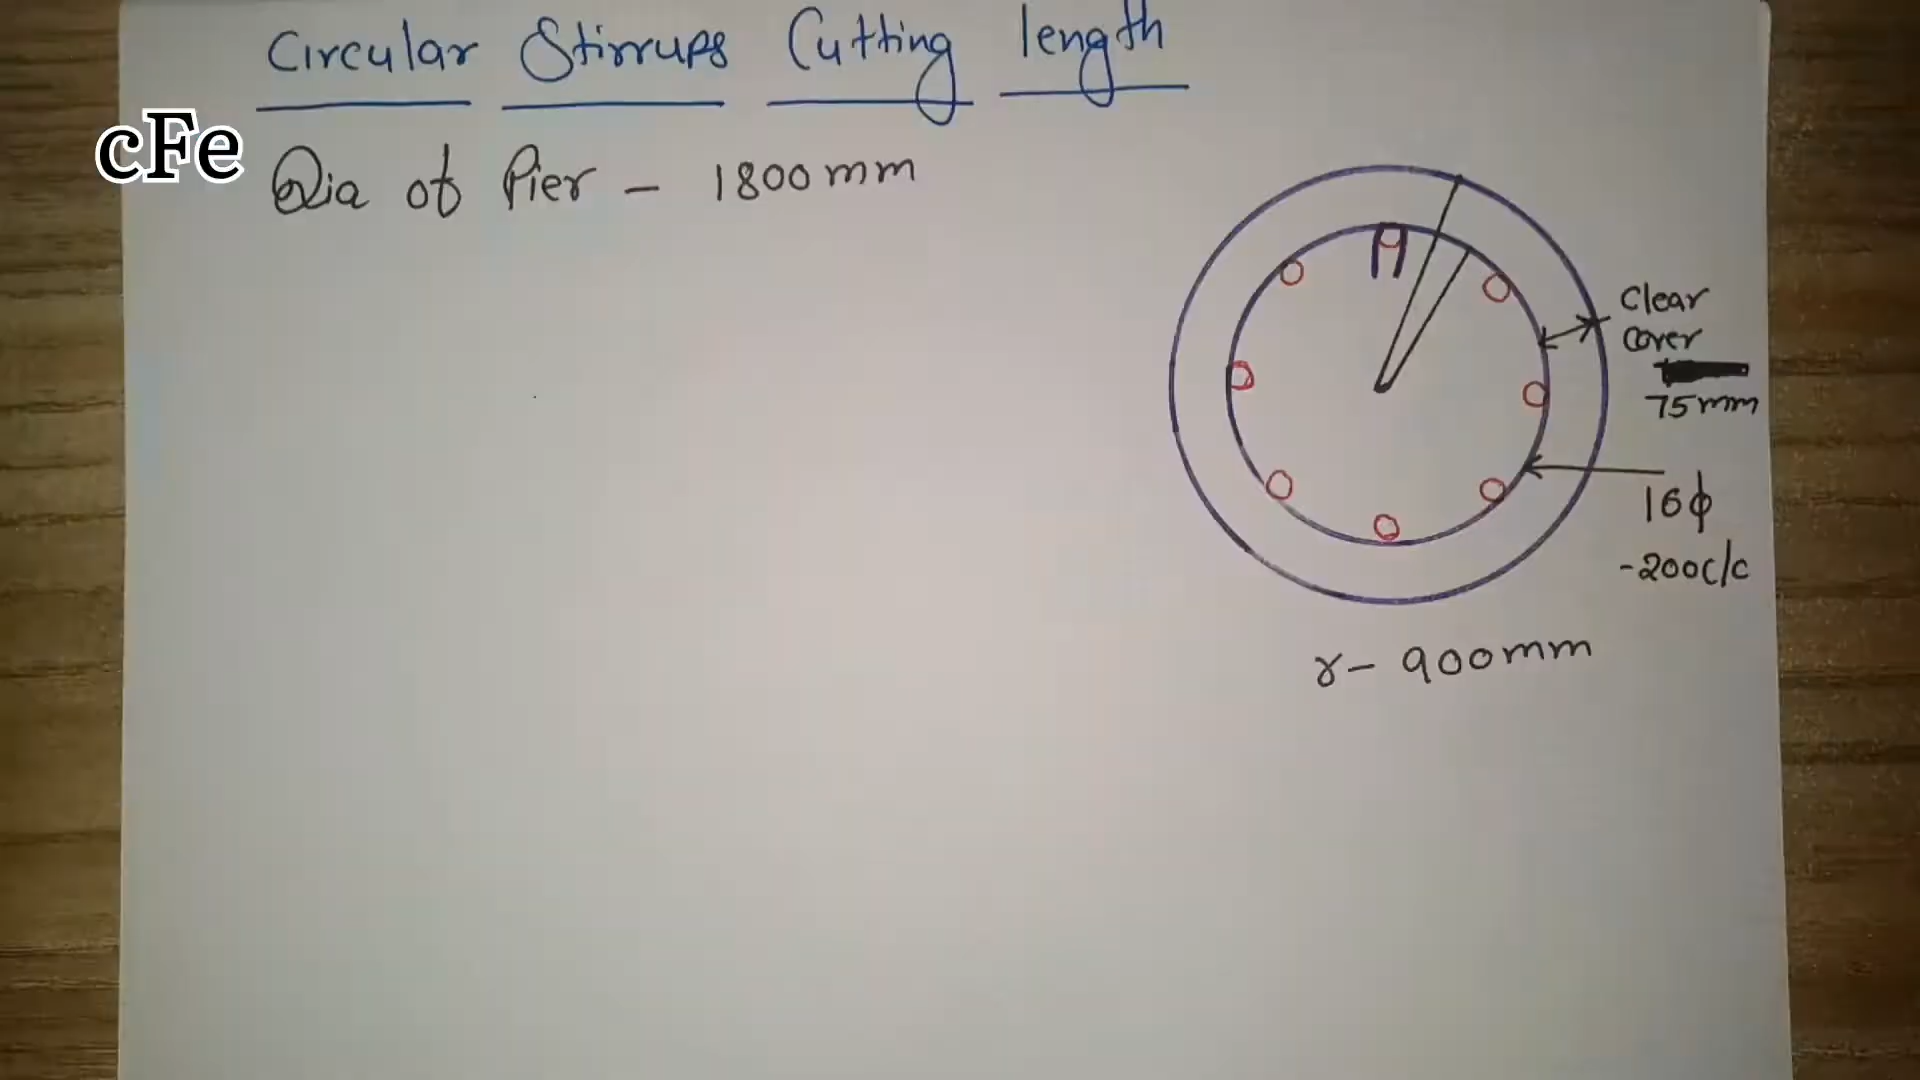 Circular Stirrups Cutting length
cFe
Dia of Pier - 1800mm
Clear
Cover
75mm
16ϕ
-200c/c
r- 900mm